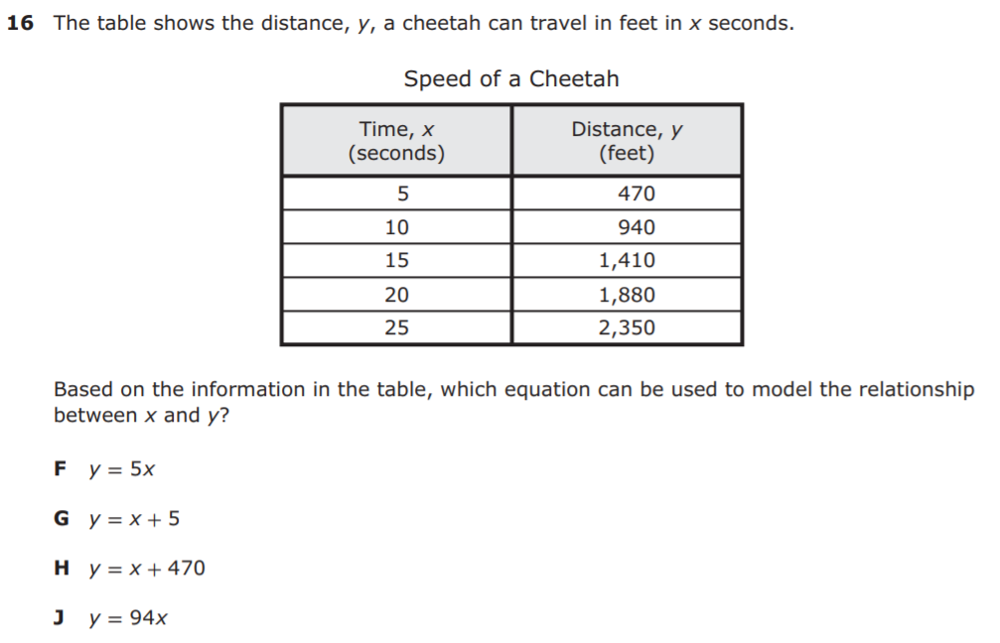 16 The table shows the distance, y, a cheetah can travel in feet in x seconds.
Speed of a Cheetah
Time, x Distance, y
(seconds) (feet)
5 470
10 940
15 1,410
20 1,880
25 2,350
Based on the information in the table, which equation can be used to model the relationship
between x and y?
F y = 5x
G y = x + 5
H y = x + 470
J y = 94x